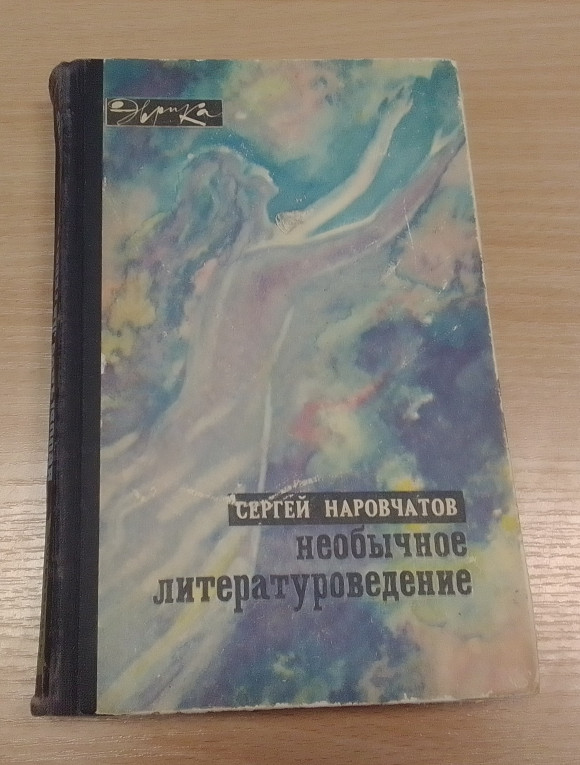 Эврика
СЕРГЕЙ НАРОВЧАТОВ
необычное
литературоведение